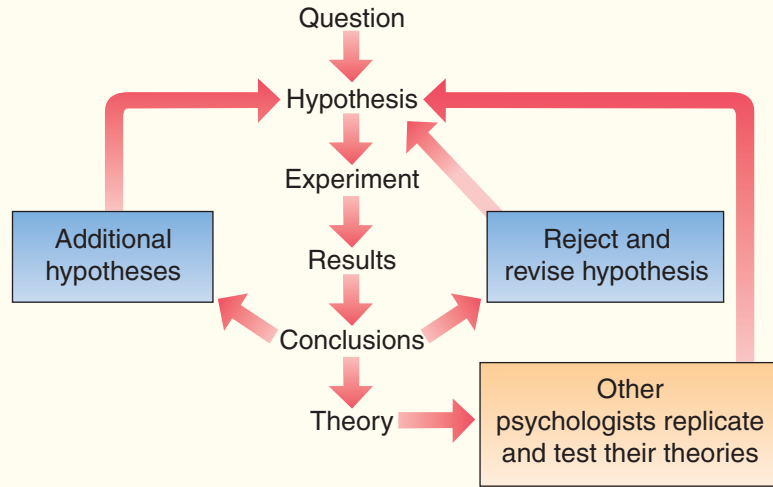 Question
Hypothesis
Experiment
Additional
hypotheses
Reject and
revise hypothesis
Results
Conclusions
Theory
Other
psychologists replicate
and test their theories